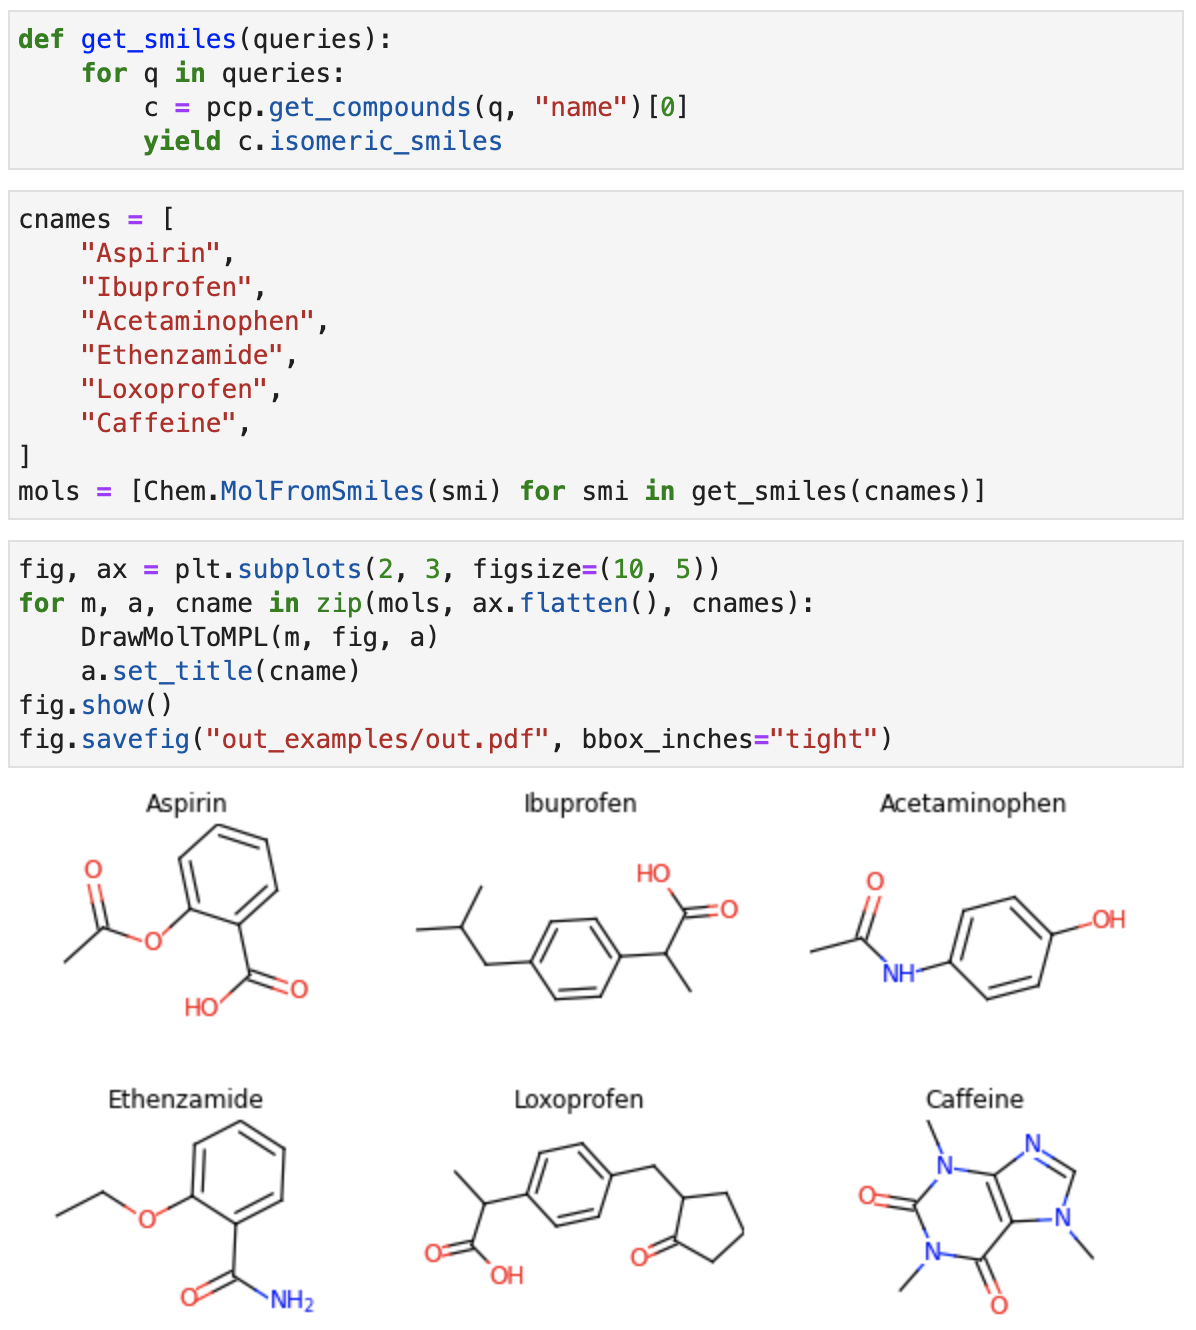 def get_smiles(queries):
    for q in queries:
        c = pcp.get_compounds(q, "name")[0]
        yield c.isomeric_smiles
cnames = [
    "Aspirin",
    "Ibuprofen",
    "Acetaminophen",
    "Ethenzamide",
    "Loxoprofen",
    "Caffeine",
]
mols = [Chem.MolFromSmiles(smi) for smi in get_smiles(cnames)]
fig, ax = plt.subplots(2, 3, figsize=(10, 5))
for m, a, cname in zip(mols, ax.flatten(), cnames):
    DrawMolToMPL(m, fig, a)
    a.set_title(cname)
fig.show()
fig.savefig("out_examples/out.pdf", bbox_inches="tight")
Aspirin
O
O
O
HO
Ibuprofen
HO
O
Acetaminophen
O
NH
OH
Ethenzamide
O
O
NH2
Loxoprofen
O
OH
O
Caffeine
N
N
O
N
N
O